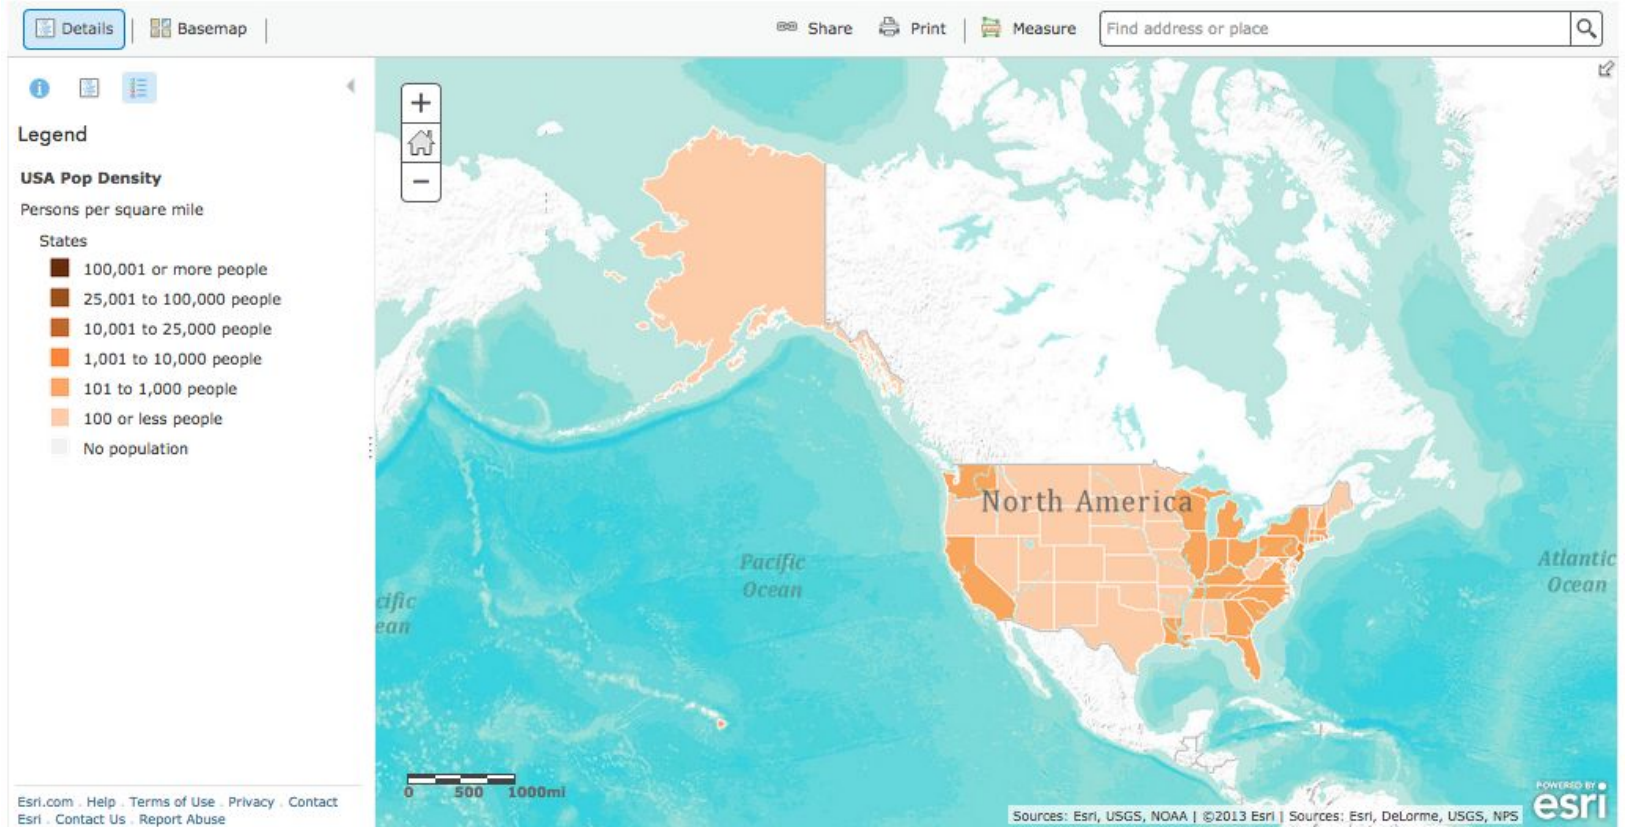 Details
Basemap
Share
Print
Measure
Find address or place
Legend
USA Pop Density
Persons per square mile
States
100,001 or more people
25,001 to 100,000 people
10,001 to 25,000 people
1,001 to 10,000 people
101 to 1,000 people
100 or less people
No population
Esri.com . Help . Terms of Use . Privacy . Contact
Esri . Contact Us . Report Abuse
North America
Pacific
Ocean
cific
ean
Atlantic
Ocean
0 500 1000mi
Sources: Esri, USGS, NOAA | ©2013 Esri | Sources: Esri, DeLorme, USGS, NPS
POWERED BY
esri